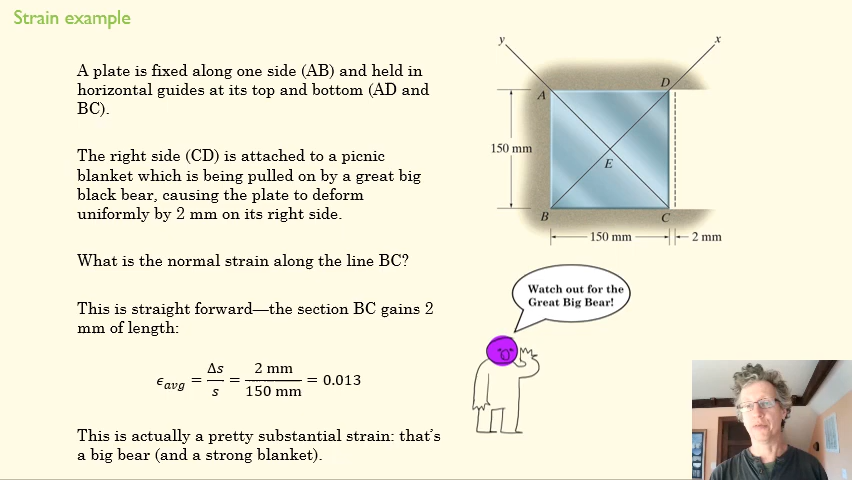 Strain example
A plate is fixed along one side (AB) and held in
horizontal guides at its top and bottom (AD and
BC).
The right side (CD) is attached to a picnic
blanket which is being pulled on by a great big
black bear, causing the plate to deform
uniformly by 2 mm on its right side.
What is the normal strain along the line BC?
This is straight forward—the section BC gains 2
mm of length:
ϵavg = Δs/s = 2 mm/150 mm = 0.013
This is actually a pretty substantial strain: that's
a big bear (and a strong blanket).
y
x
A
D
150 mm
E
B
C
150 mm
2 mm
Watch out for the
Great Big Bear!